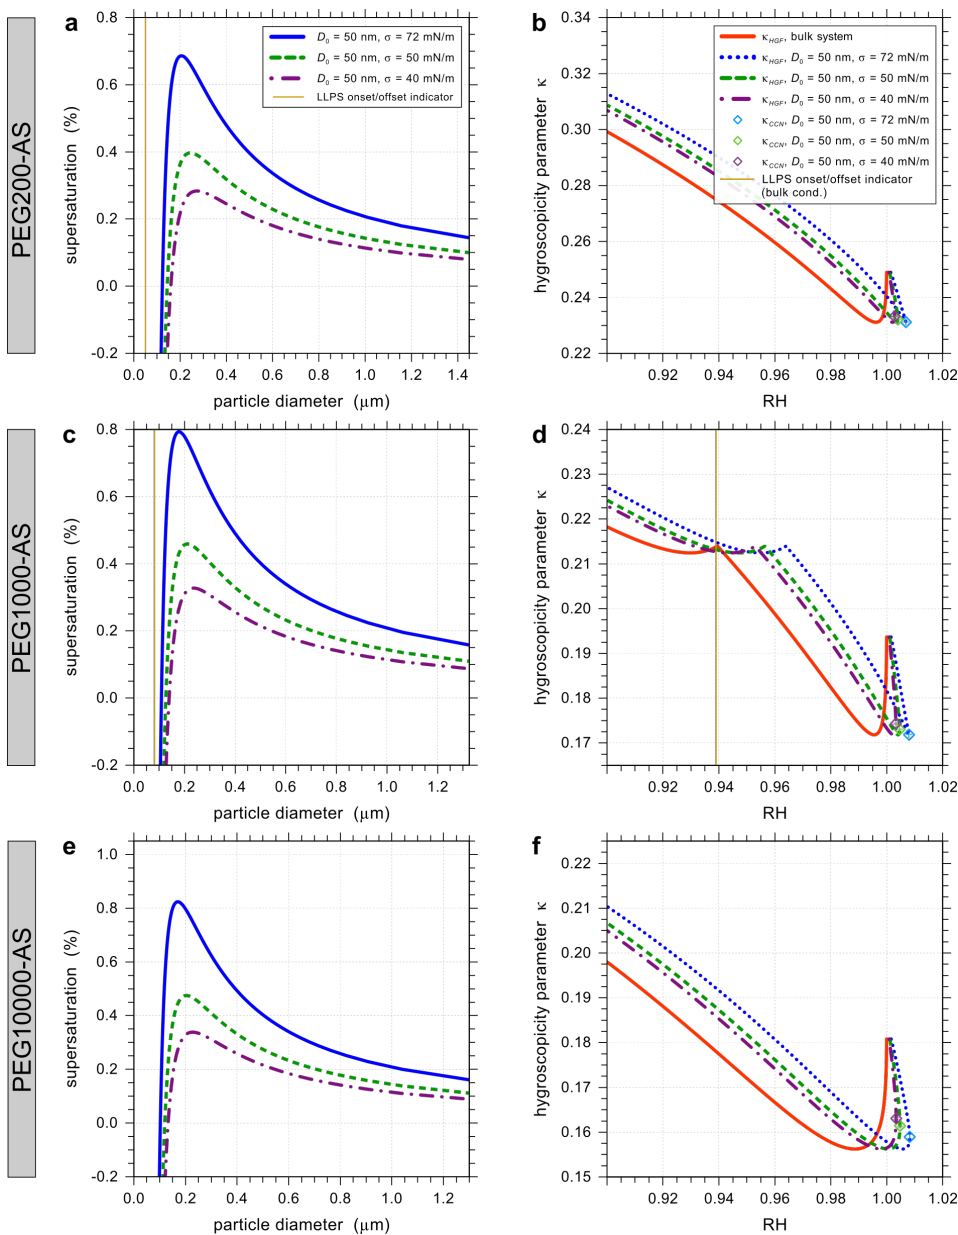 PEG200-AS
a
supersaturation (%)
0.8
0.6
0.4
0.2
0.0
-0.2
0.0 0.2 0.4 0.6 0.8 1.0 1.2 1.4
particle diameter (μm)
D₀ = 50 nm, σ = 72 mN/m
D₀ = 50 nm, σ = 50 mN/m
D₀ = 50 nm, σ = 40 mN/m
LLPS onset/offset indicator
b
hygroscopicity parameter κ
0.34
0.32
0.30
0.28
0.26
0.24
0.22
0.92 0.94 0.96 0.98 1.00 1.02
RH
κHGF, bulk system
κHGF, D₀ = 50 nm, σ = 72 mN/m
κHGF, D₀ = 50 nm, σ = 50 mN/m
κHGF, D₀ = 50 nm, σ = 40 mN/m
κCCN, D₀ = 50 nm, σ = 72 mN/m
κCCN, D₀ = 50 nm, σ = 50 mN/m
κCCN, D₀ = 50 nm, σ = 40 mN/m
LLPS onset/offset indicator
(bulk cond.)
PEG1000-AS
c
supersaturation (%)
0.8
0.6
0.4
0.2
0.0
-0.2
0.0 0.2 0.4 0.6 0.8 1.0 1.2
particle diameter (μm)
d
hygroscopicity parameter κ
0.24
0.23
0.22
0.21
0.20
0.19
0.18
0.17
0.92 0.94 0.96 0.98 1.00 1.02
RH
PEG10000-AS
e
supersaturation (%)
1.0
0.8
0.6
0.4
0.2
0.0
-0.2
0.0 0.2 0.4 0.6 0.8 1.0 1.2
particle diameter (μm)
f
hygroscopicity parameter κ
0.22
0.21
0.20
0.19
0.18
0.17
0.16
0.15
0.92 0.94 0.96 0.98 1.00 1.02
RH